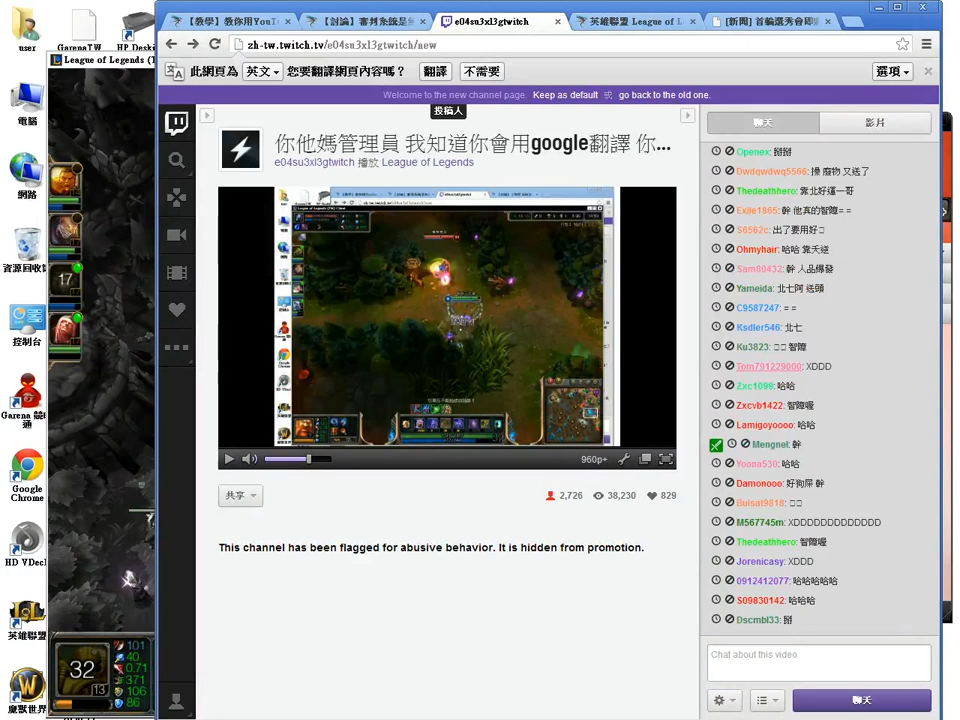 user
GarenaTW
HP Deski
電腦
網路
資源回收
控制台
Garena 競
Google
Chrome
HD VDecl
英雄聯盟
魔獸世界
League of Legends (T
17
32
13
101
40
0.71
371
106
86
【教學】教你用YouT
【討論】審判系統是
e04su3xl3gtwitch
英雄聯盟 League of L
[新聞] 首輪選秀會即
zh-tw.twitch.tv/e04su3xl3gtwitch/new
此網頁為 英文 您要翻譯網頁內容嗎？ 翻譯 不需要 選項
Welcome to the new channel page. Keep as default 或 go back to the old one.
投稿人
你他媽管理員 我知道你會用google翻譯 你...
e04su3xl3gtwitch 播放 League of Legends
960p+
共享
2,726
38,230
829
This channel has been flagged for abusive behavior. It is hidden from promotion.
聊天
影片
Openex: 掰掰
Dwdqwdwq5566: 操 廢物 又送了
Thedeathhero: 靠北好運一哥
Exile1865: 幹 他真的智障= =
S6562c: 出了要用好
Ohmyhair: 哈哈 靠夭逆
Sam80432: 幹 人品爆發
Yameida: 北七阿 送頭
C9587247: = =
Ksdler546: 北七
Ku3823: 智障
Tom791229000: XDDD
Zxc1099: 哈哈
Zxcvb1422: 智障喔
Lamigoyoooo: 哈哈
Mengnel: 幹
Yoona530: 哈哈
Damonooo: 好狗屎 幹
Bulsat9818:
M567745m: XDDDDDDDDDDDDD
Thedeathhero: 智障喔
Jorenicasy: XDDD
0912412077: 哈哈哈哈哈
S09830142: 哈哈哈
Dscmbl33: 掰
Chat about this video
聊天